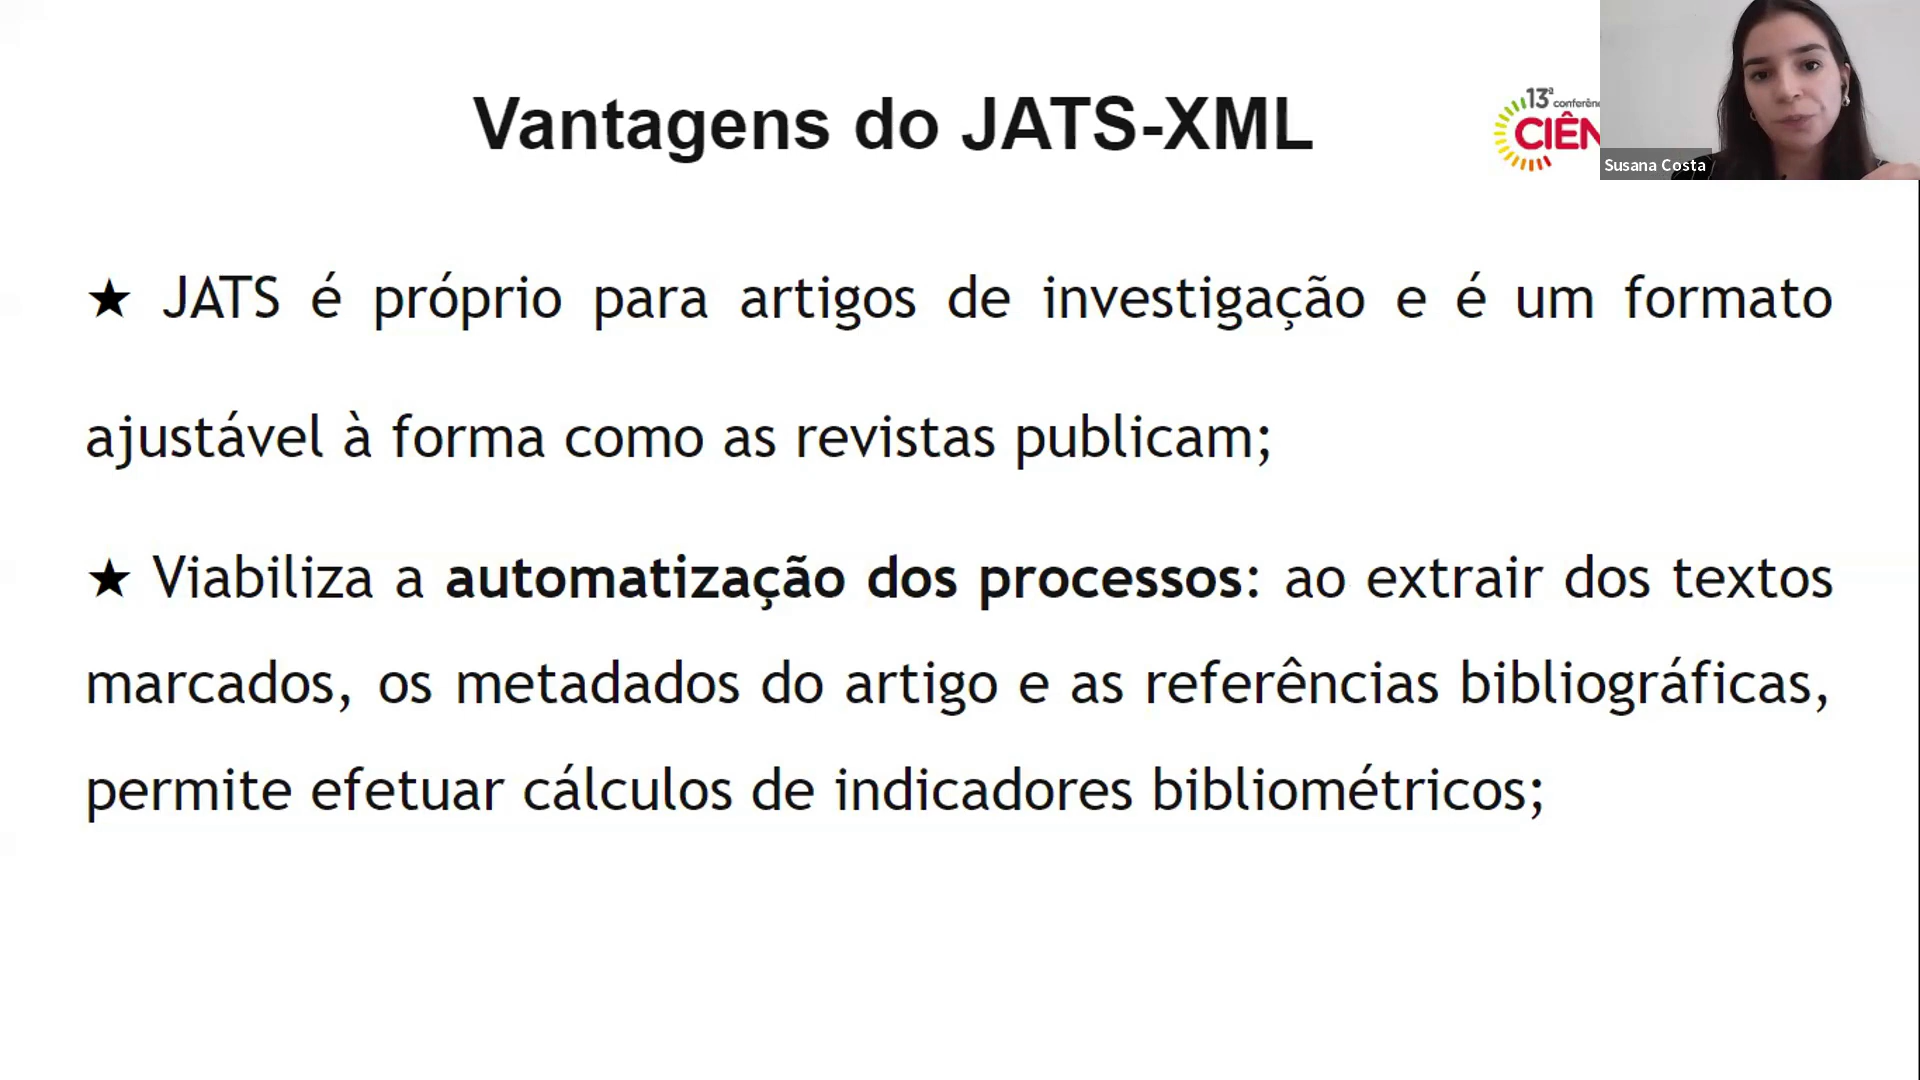 Vantagens do JATS-XML
13ª conferên
CIÊN
Susana Costa
★ JATS é próprio para artigos de investigação e é um formato
ajustável à forma como as revistas publicam;
★ Viabiliza a automatização dos processos: ao extrair dos textos
marcados, os metadados do artigo e as referências bibliográficas,
permite efetuar cálculos de indicadores bibliométricos;